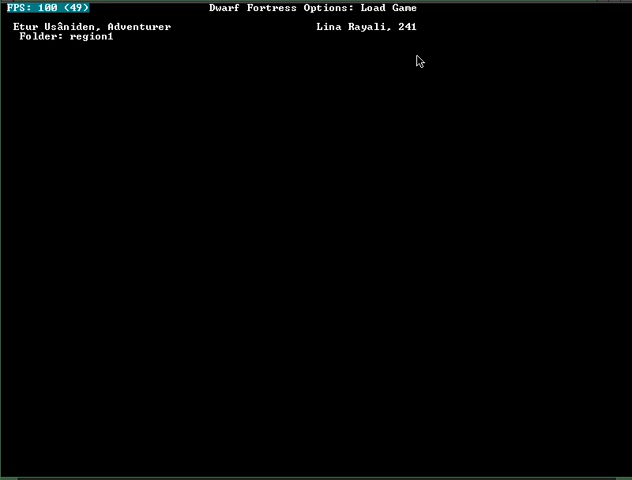 FPS: 100 (49) Dwarf Fortress Options: Load Game
Etur Usâniden, Adventurer Lina Rayali, 241
Folder: region1